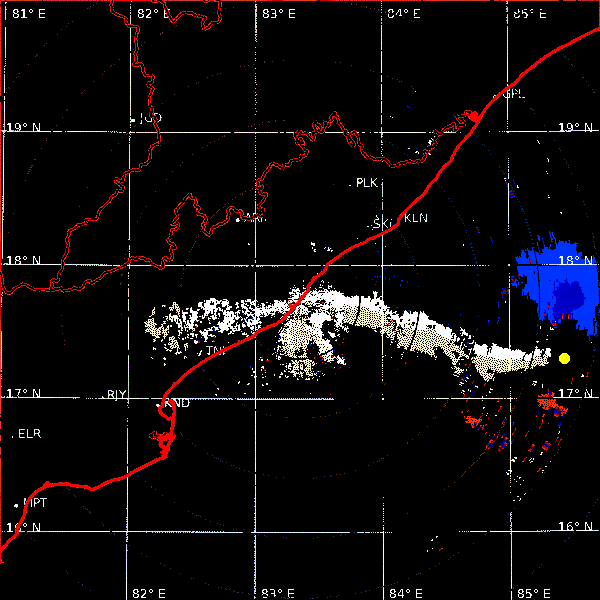 81° E 82° E 83° E 84° E 85° E
GPL
JGD
19° N 19° N
PLK
KLN
SKL
18° N 18° N
TNI
17° N RJY 17° N
KND
ELR
MPT
16° N 16° N
82° E 83° E 84° E 85° E